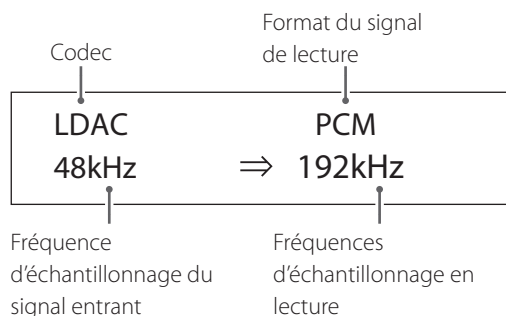 Format du signal
de lecture
Codec
LDAC PCM
48kHz ⇒ 192kHz
Fréquence
d'échantillonnage du
signal entrant
Fréquences
d'échantillonnage en
lecture